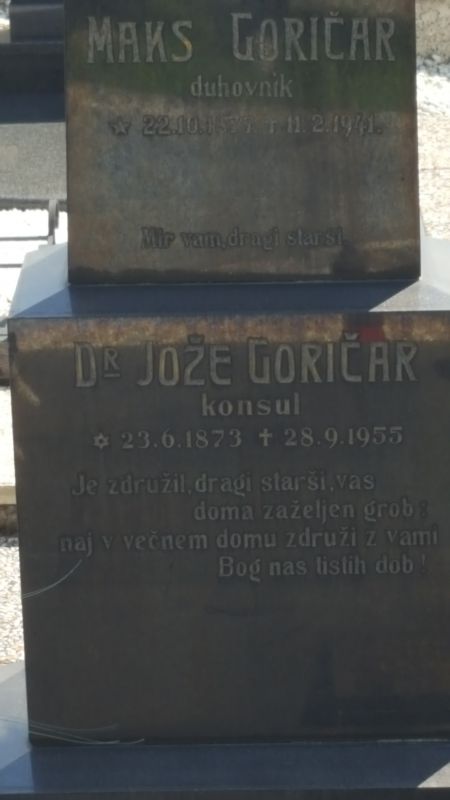 MAKS GORIČAR
duhovnik
22.10.1877. † 11.2.1941.
Mir vam, dragi starši.
DR JOŽE GORIČAR
konsul
✡ 23.6.1873 ✝ 28.9.1955
Je združil, dragi starši, vas
doma zaželjen grob:
naj v večnem domu združi z vami
Bog nas tistih dob!